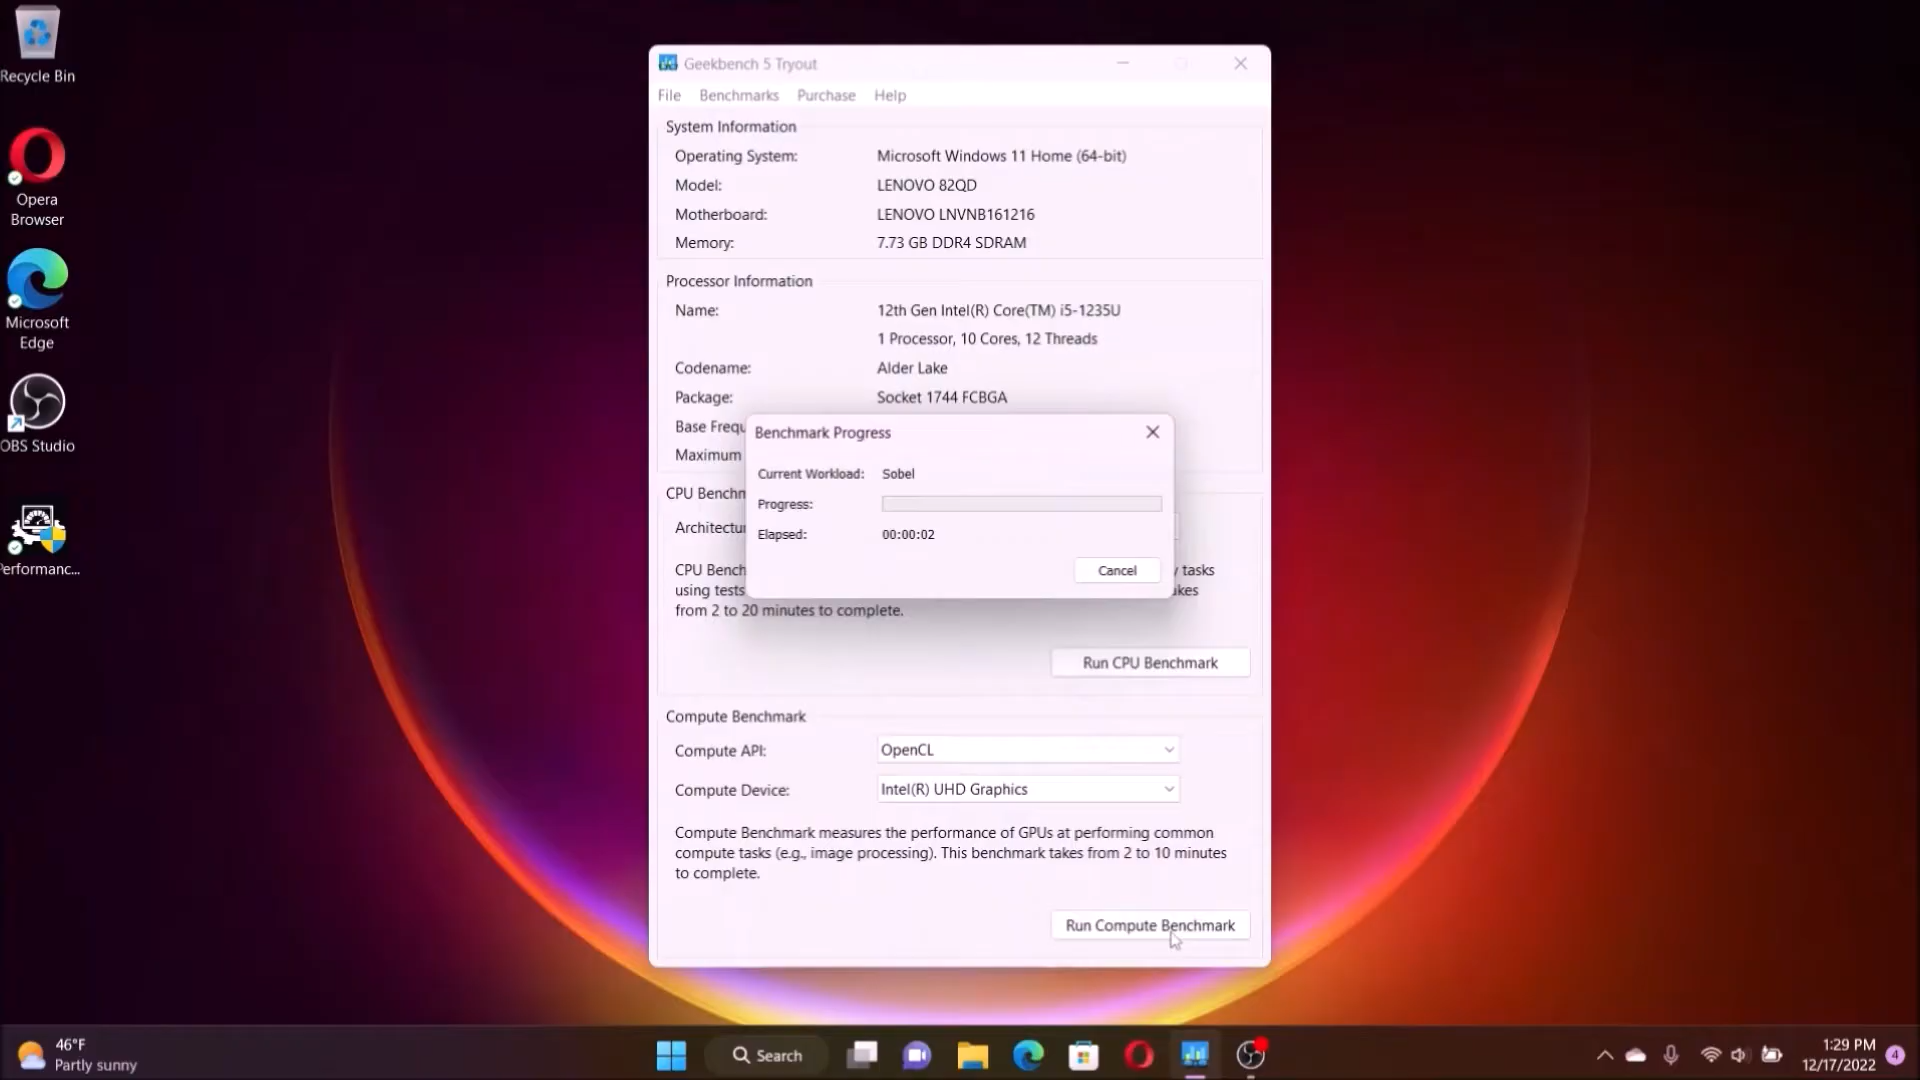 Recycle Bin
Opera
Browser
Microsoft
Edge
OBS Studio
Performanc...
Geekbench 5 Tryout
File Benchmarks Purchase Help
System Information
Operating System: Microsoft Windows 11 Home (64-bit)
Model: LENOVO 82QD
Motherboard: LENOVO LNVNB161216
Memory: 7.73 GB DDR4 SDRAM
Processor Information
Name: 12th Gen Intel(R) Core(TM) i5-1235U
1 Processor, 10 Cores, 12 Threads
Codename: Alder Lake
Package: Socket 1744 FCBGA
Base Frequ
Maximum
Benchmark Progress
Current Workload: Sobel
Progress:
Elapsed: 00:00:02
Cancel
CPU Benchm
Architectur
CPU Bench y tasks
using tests akes
from 2 to 20 minutes to complete.
Run CPU Benchmark
Compute Benchmark
Compute API: OpenCL
Compute Device: Intel(R) UHD Graphics
Compute Benchmark measures the performance of GPUs at performing common
compute tasks (e.g., image processing). This benchmark takes from 2 to 10 minutes
to complete.
Run Compute Benchmark
46°F
Partly sunny
Search
1:29 PM
12/17/2022
4